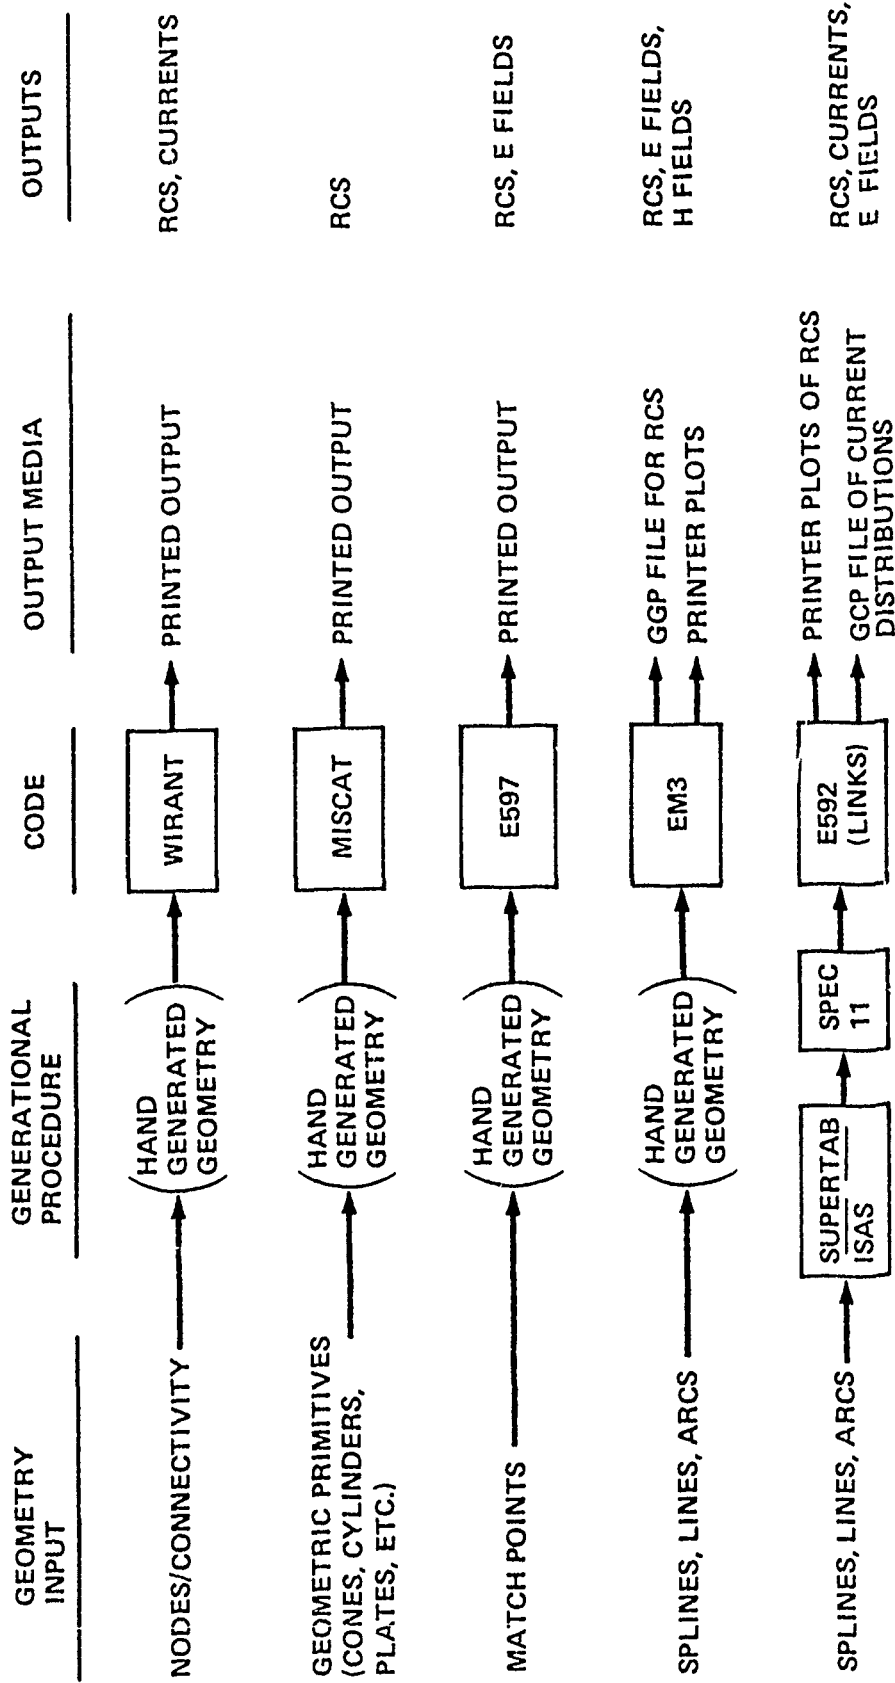 GEOMETRY
INPUT
GENERATIONAL
PROCEDURE
CODE
OUTPUT MEDIA
OUTPUTS
NODES/CONNECTIVITY
(HAND
GENERATED
GEOMETRY)
WIRANT
PRINTED OUTPUT
RCS, CURRENTS
GEOMETRIC PRIMITIVES
(CONES, CYLINDERS,
PLATES, ETC.)
(HAND
GENERATED
GEOMETRY)
MISCAT
PRINTED OUTPUT
RCS
MATCH POINTS
(HAND
GENERATED
GEOMETRY)
E597
PRINTED OUTPUT
RCS, E FIELDS
SPLINES, LINES, ARCS
(HAND
GENERATED
GEOMETRY)
EM3
GGP FILE FOR RCS
PRINTER PLOTS
RCS, E FIELDS,
H FIELDS
SPLINES, LINES, ARCS
SUPERTAB
ISAS
SPEC
11
E592
(LINKS)
PRINTER PLOTS OF RCS
GCP FILE OF CURRENT
DISTRIBUTIONS
RCS, CURRENTS,
E FIELDS